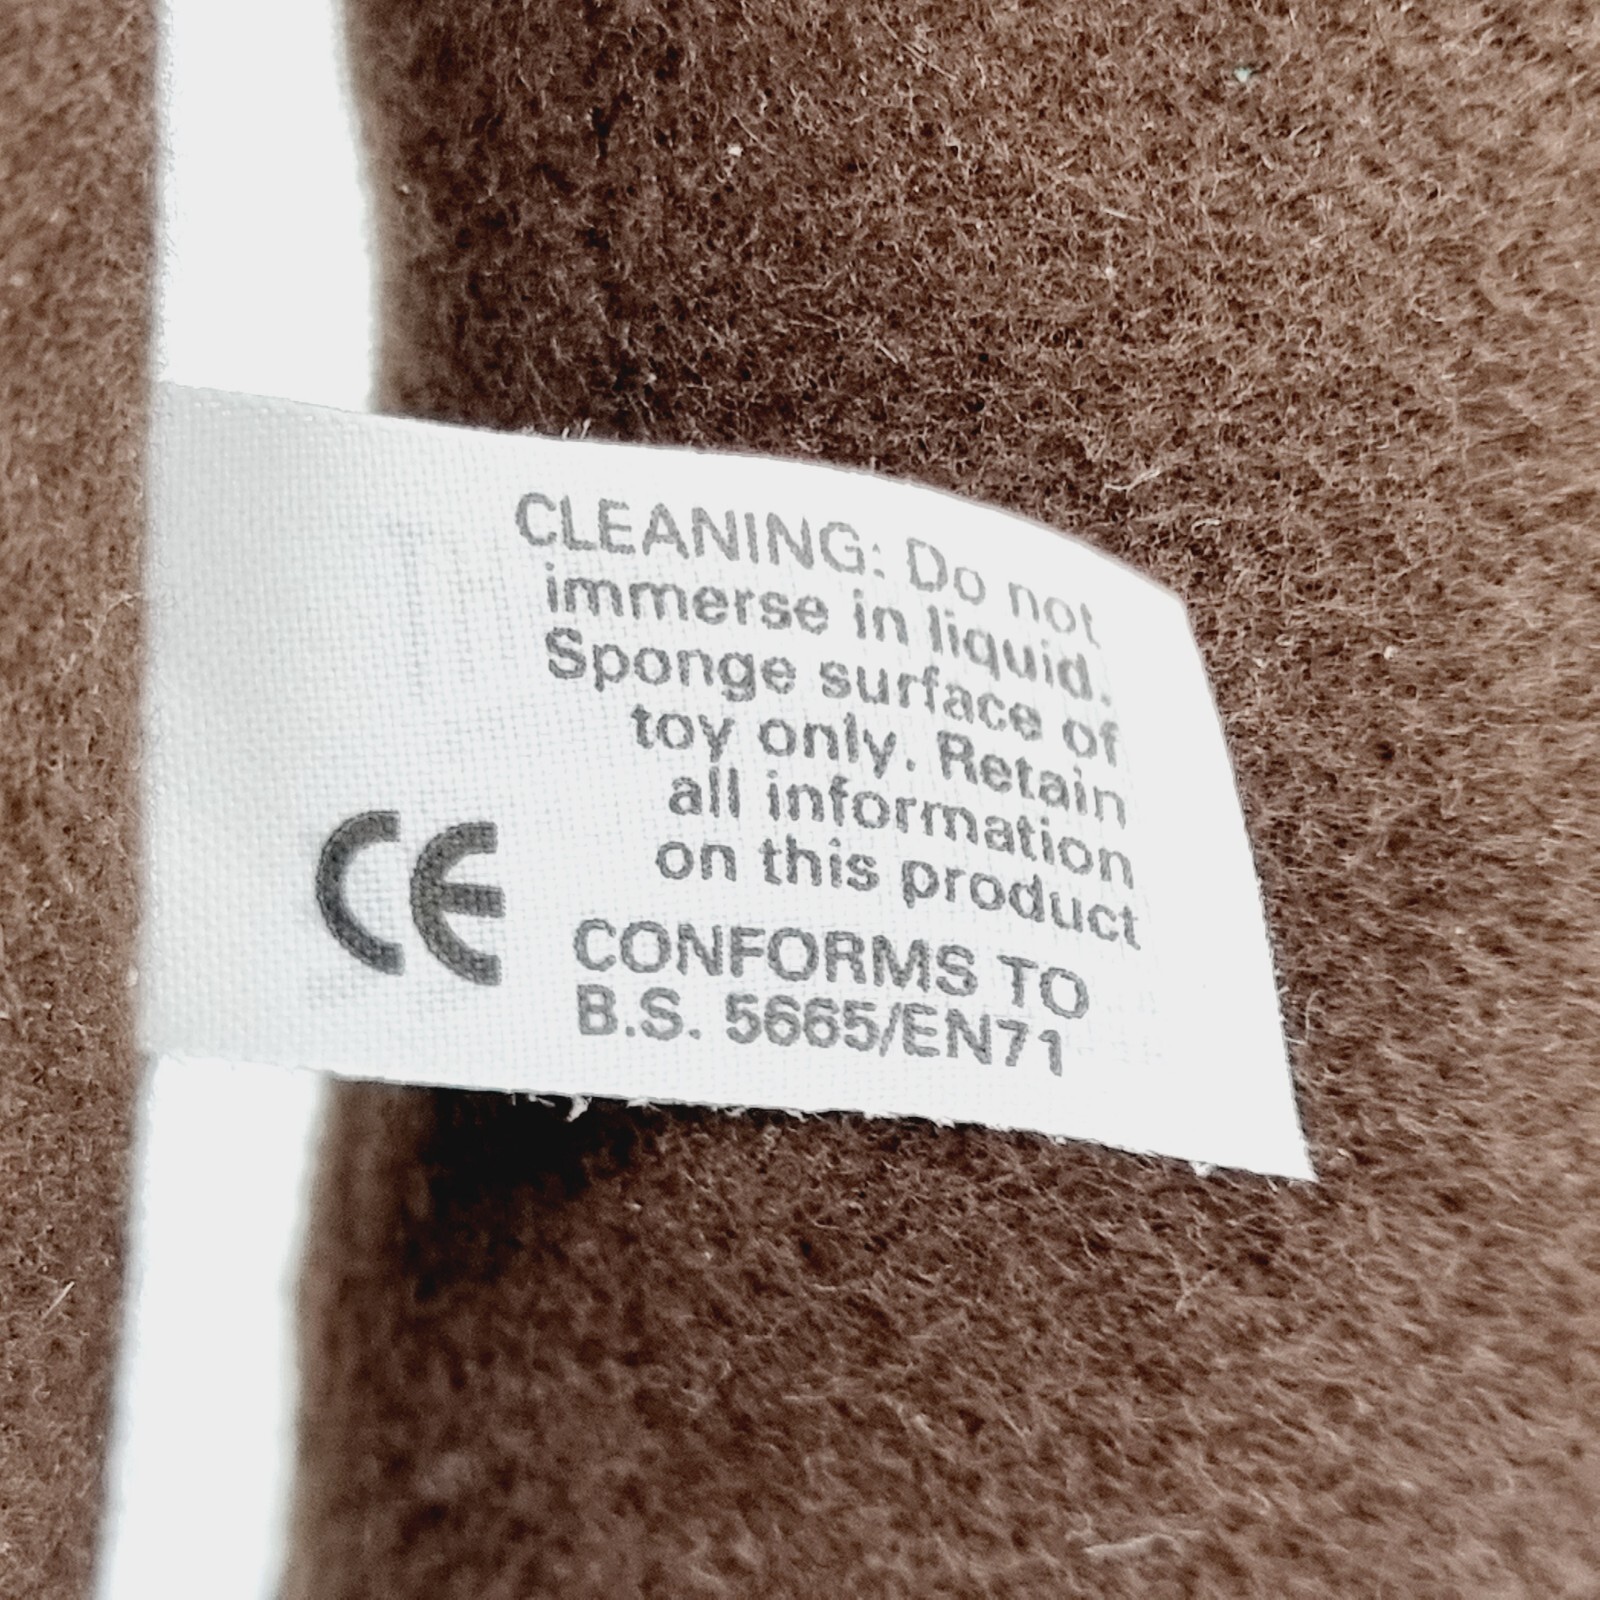 CLEANING: Do not
immerse in liquid.
Sponge surface of
toy only. Retain
all information
on this product
CE
CONFORMS TO
B.S. 5665/EN71